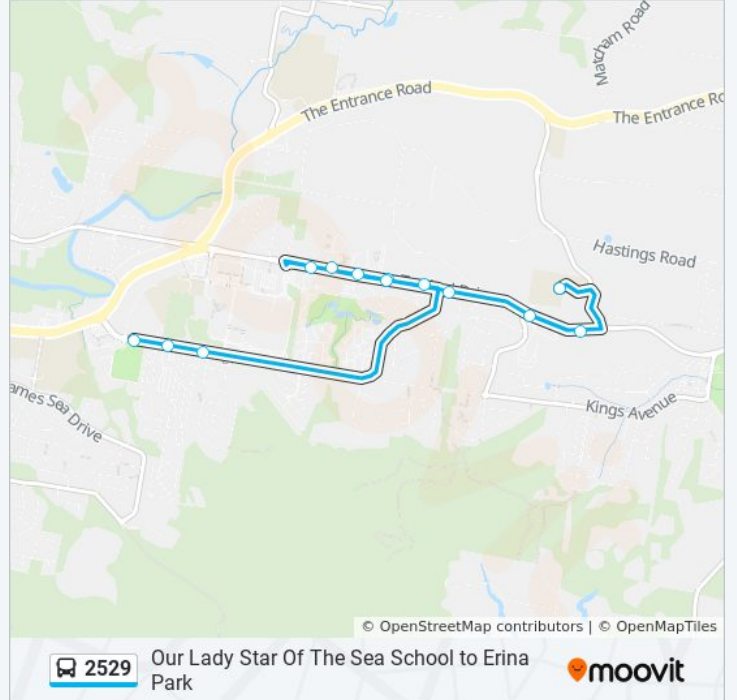 Matcham Road
The Entrance Road
The Entrance Ro
Hastings Road
ames Sea Drive
Kings Avenue
© OpenStreetMap contributors | © OpenMapTiles
2529
Our Lady Star Of The Sea School to Erina
Park
moovit